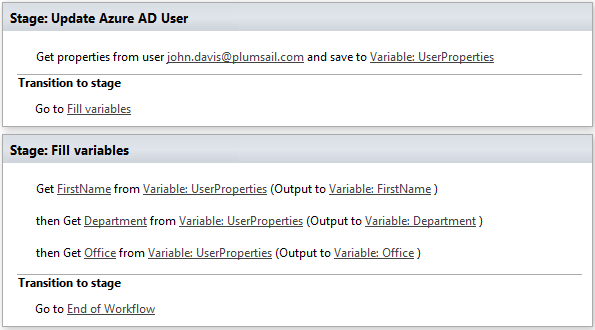 Stage: Update Azure AD User
Get properties from user john.davis@plumsail.com and save to Variable: UserProperties
Transition to stage
Go to Fill variables
Stage: Fill variables
Get FirstName from Variable: UserProperties (Output to Variable: FirstName )
then Get Department from Variable: UserProperties (Output to Variable: Department )
then Get Office from Variable: UserProperties (Output to Variable: Office )
Transition to stage
Go to End of Workflow